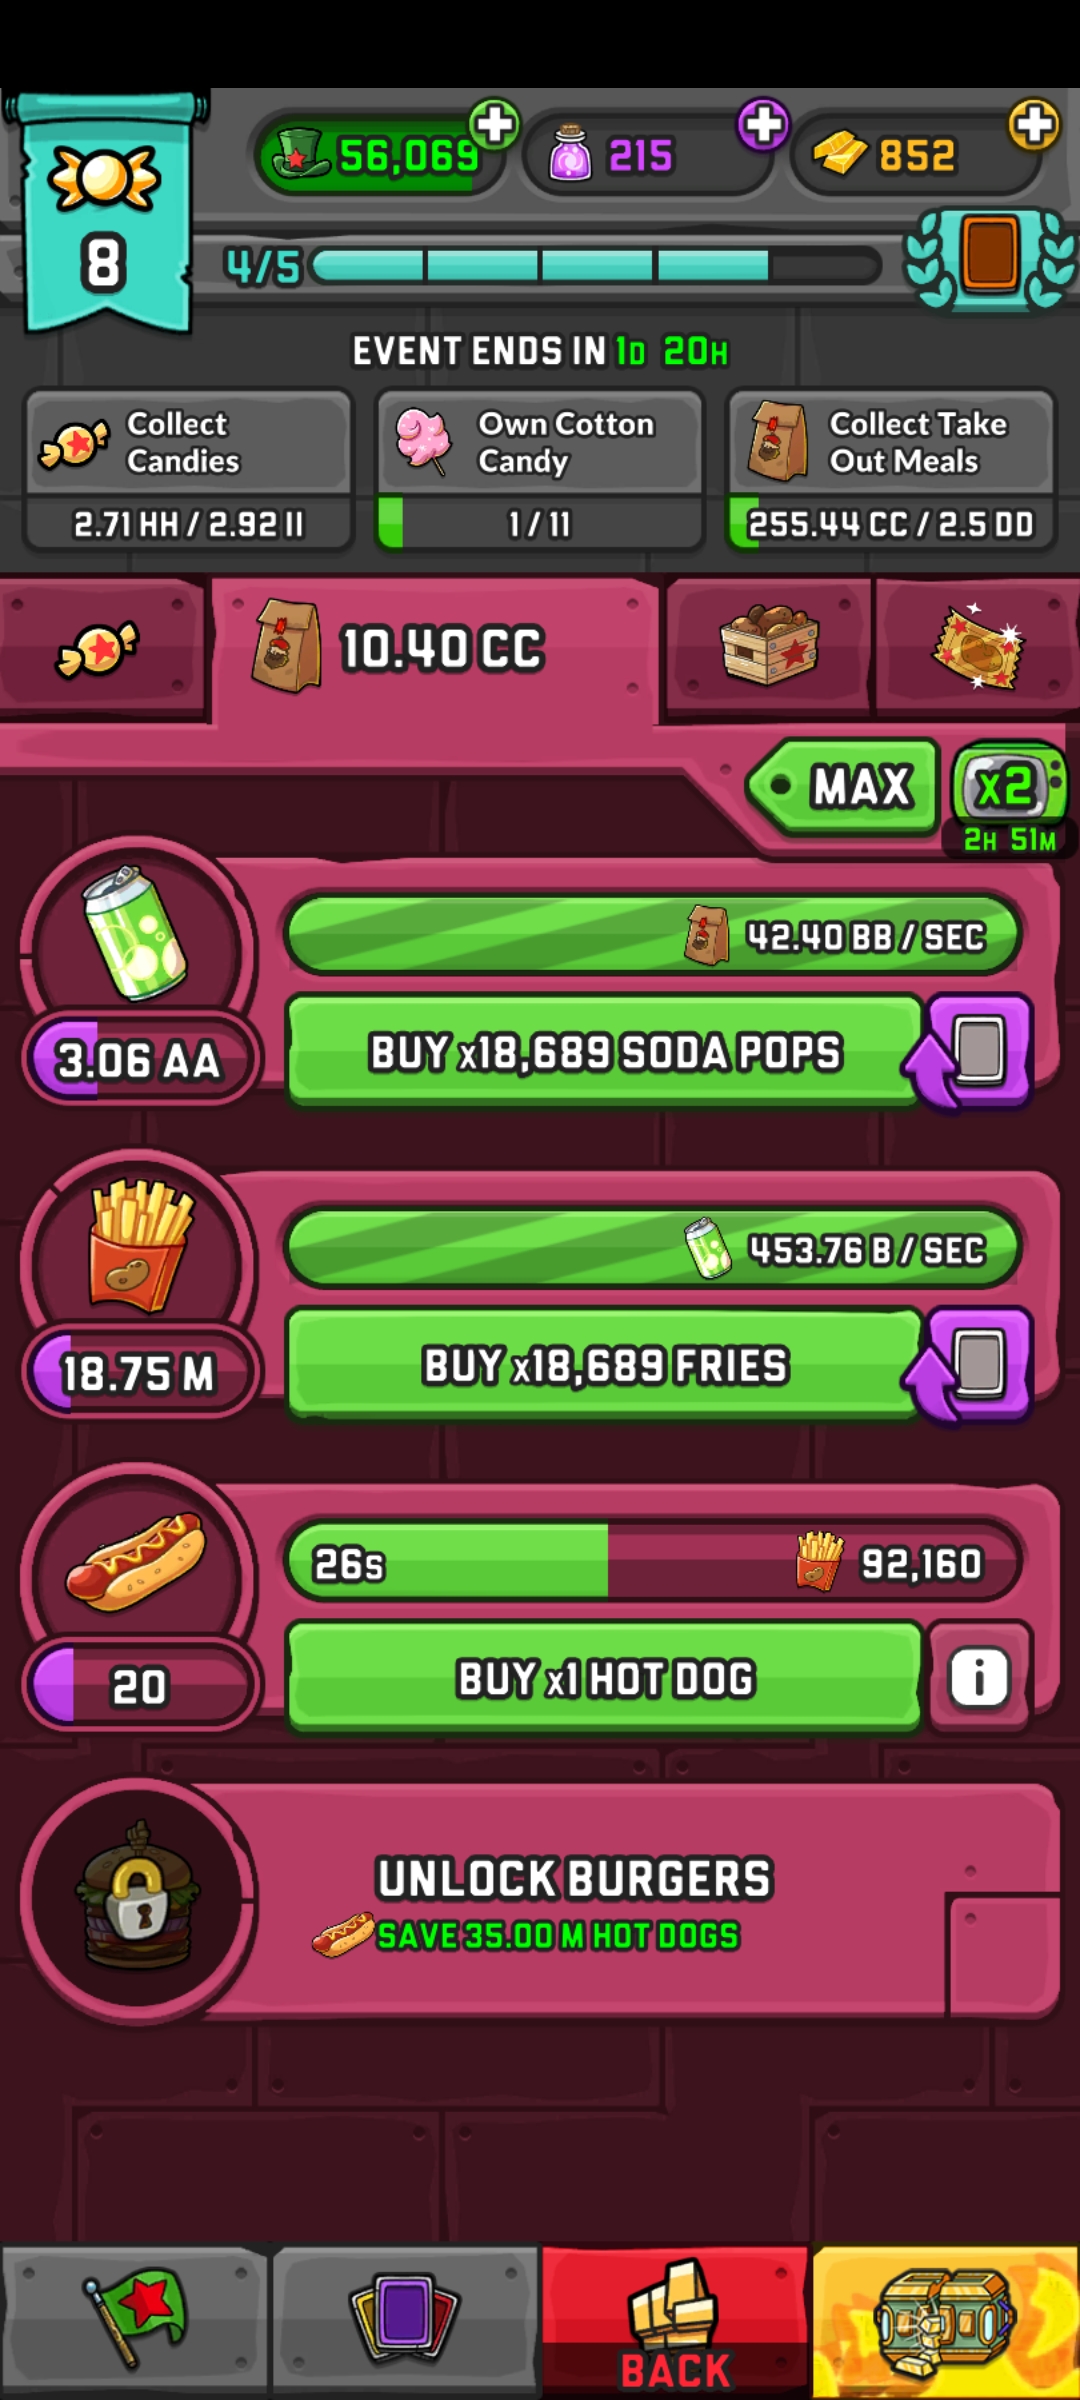 56,069
215
852
8
4/5
EVENT ENDS IN 1D 20H
Collect
Candies
2.71 HH / 2.92 II
Own Cotton
Candy
1 / 11
Collect Take
Out Meals
255.44 CC / 2.5 DD
10.40 CC
MAX
x2
2H 51M
42.40 BB / SEC
3.06 AA
BUY x18,689 SODA POPS
453.76 B / SEC
18.75 M
BUY x18,689 FRIES
26s
92,160
20
BUY x1 HOT DOG
i
UNLOCK BURGERS
SAVE 35.00 M HOT DOGS
BACK